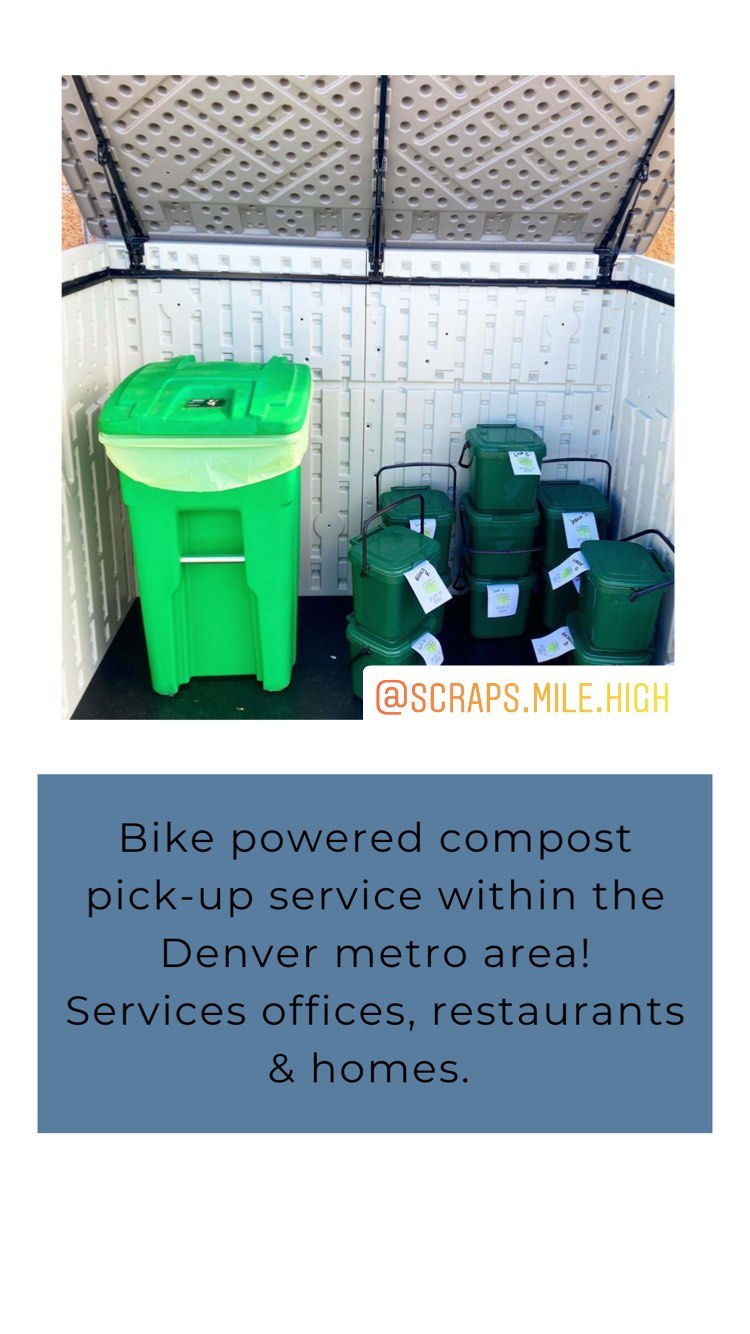 @SCRAPS.MILE.HIGH
Bike powered compost
pick-up service within the
Denver metro area!
Services offices, restaurants
& homes.